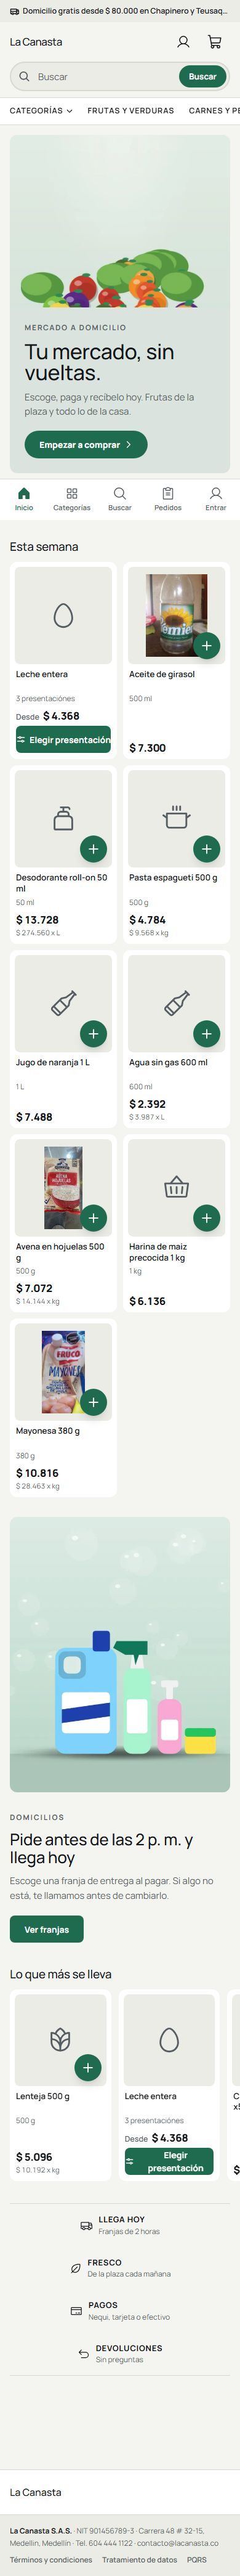 Domicilio gratis desde $ 80.000 en Chapinero y Teusaq...
La Canasta
Buscar
Buscar
CATEGORÍAS
FRUTAS Y VERDURAS
CARNES Y PE
MERCADO A DOMICILIO
Tu mercado, sin
vueltas.
Escoge, paga y recíbelo hoy. Frutas de la
plaza y todo lo de la casa.
Empezar a comprar
Inicio
Categorías
Buscar
Pedidos
Entrar
Esta semana
Leche entera
3 presentaciónes
Desde $ 4.368
Elegir presentación
Aceite de girasol
500 ml
$ 7.300
Desodorante roll-on 50
ml
50 ml
$ 13.728
$ 274.560 x L
Pasta espagueti 500 g
500 g
$ 4.784
$ 9.568 x kg
Jugo de naranja 1 L
1 L
$ 7.488
Agua sin gas 600 ml
600 ml
$ 2.392
$ 3.987 x L
Avena en hojuelas 500
g
500 g
$ 7.072
$ 14.144 x kg
Harina de maiz
precocida 1 kg
1 kg
$ 6.136
FRUCO
MAYONESA
Mayonesa 380 g
380 g
$ 10.816
$ 28.463 x kg
DOMICILIOS
Pide antes de las 2 p. m. y
llega hoy
Escoge una franja de entrega al pagar. Si algo no
está, te llamamos antes de cambiarlo.
Ver franjas
Lo que más se lleva
Lenteja 500 g
500 g
$ 5.096
$ 10.192 x kg
Leche entera
3 presentaciónes
Desde $ 4.368
Elegir
presentación
LLEGA HOY
Franjas de 2 horas
FRESCO
De la plaza cada mañana
PAGOS
Nequi, tarjeta o efectivo
DEVOLUCIONES
Sin preguntas
La Canasta
La Canasta S.A.S. · NIT 901456789-3 · Carrera 48 # 32-15,
Medellín, Medellín · Tel. 604 444 1122 · contacto@lacanasta.co
Términos y condiciones
Tratamiento de datos
PQRS